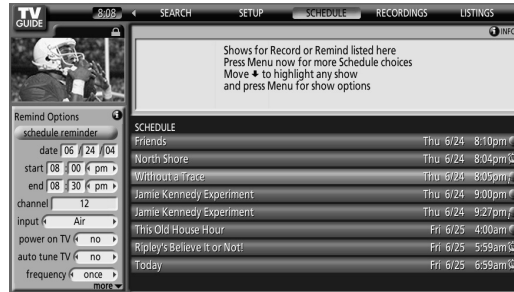 TV
GUIDE
8:08
SEARCH SETUP SCHEDULE RECORDINGS LISTINGS
INFO
Shows for Record or Remind listed here
Press Menu now for more Schedule choices
Move to highlight any show
and press Menu for show options
Remind Options
schedule reminder
date 06 / 24 / 04
start 08 : 00 pm
end 08 : 30 pm
channel 12
input Air
power on TV no
auto tune TV no
frequency once
more
SCHEDULE
Friends Thu 6/24 8:10pm
North Shore Thu 6/24 8:04pm
Without a Trace Thu 6/24 8:05pm
Jamie Kennedy Experiment Thu 6/24 9:00pm
Jamie Kennedy Experiment Thu 6/24 9:27pm
This Old House Hour Fri 6/25 4:00am
Ripley's Believe It or Not! Fri 6/25 5:59am
Today Fri 6/25 6:59am